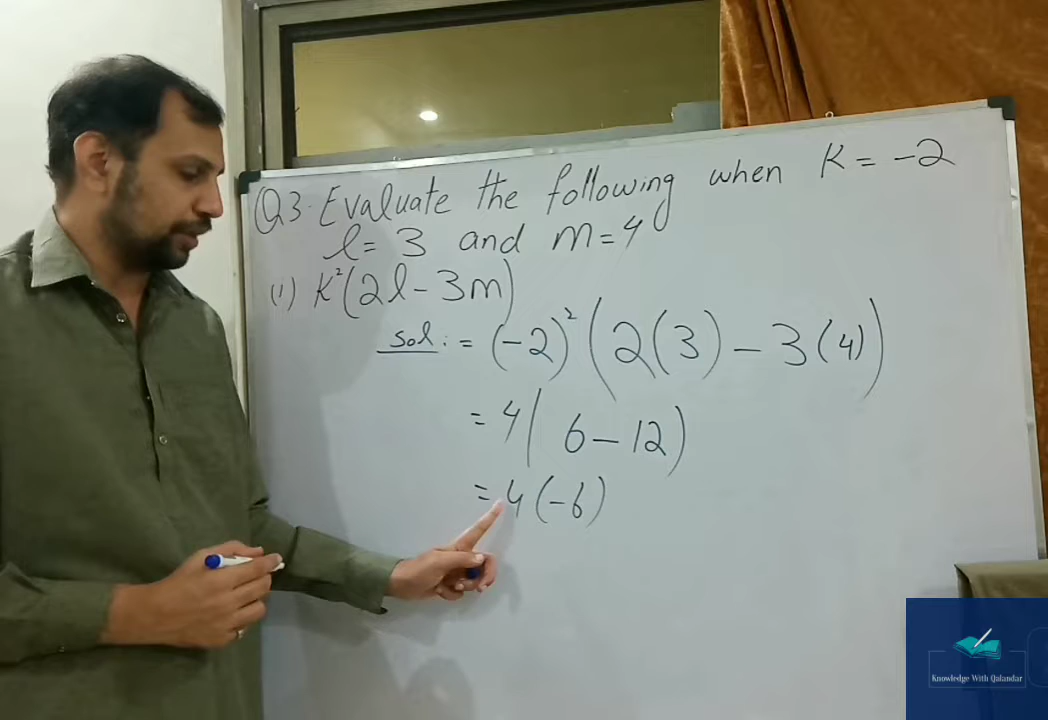 Q3. Evaluate the following when K = -2
l = 3 and m = 4
(1) K²(2l - 3m)
Sol: = (-2)² (2(3) - 3(4))
= 4( 6 - 12)
= 4(-6)
Knowledge With Qalandar